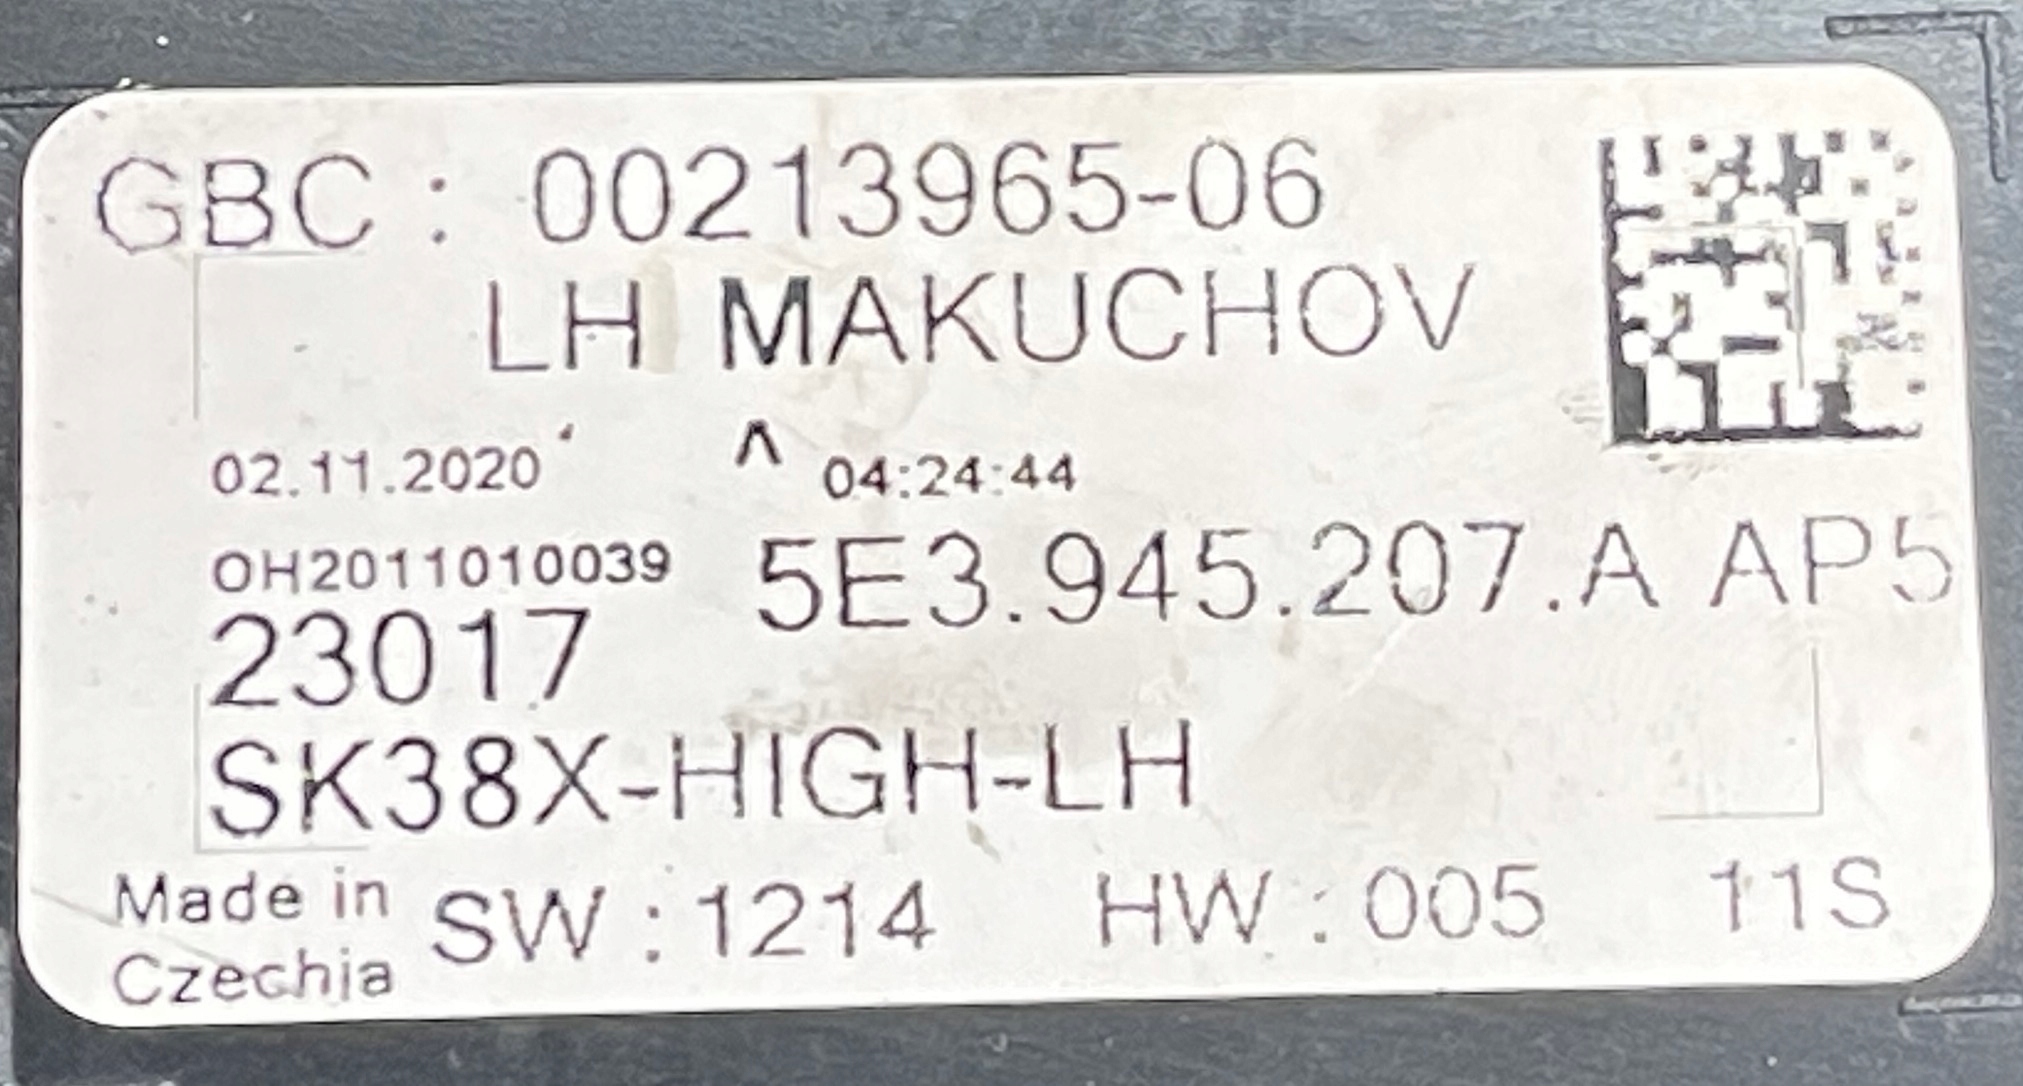 GBC: 00213965-06
LH MAKUCHOV
02.11.2020 04:24:44
OH2011010039 5E3.945.207.A AP5
23017
SK38X-HIGH-LH
Made in Czechia SW:1214 HW:005 11S